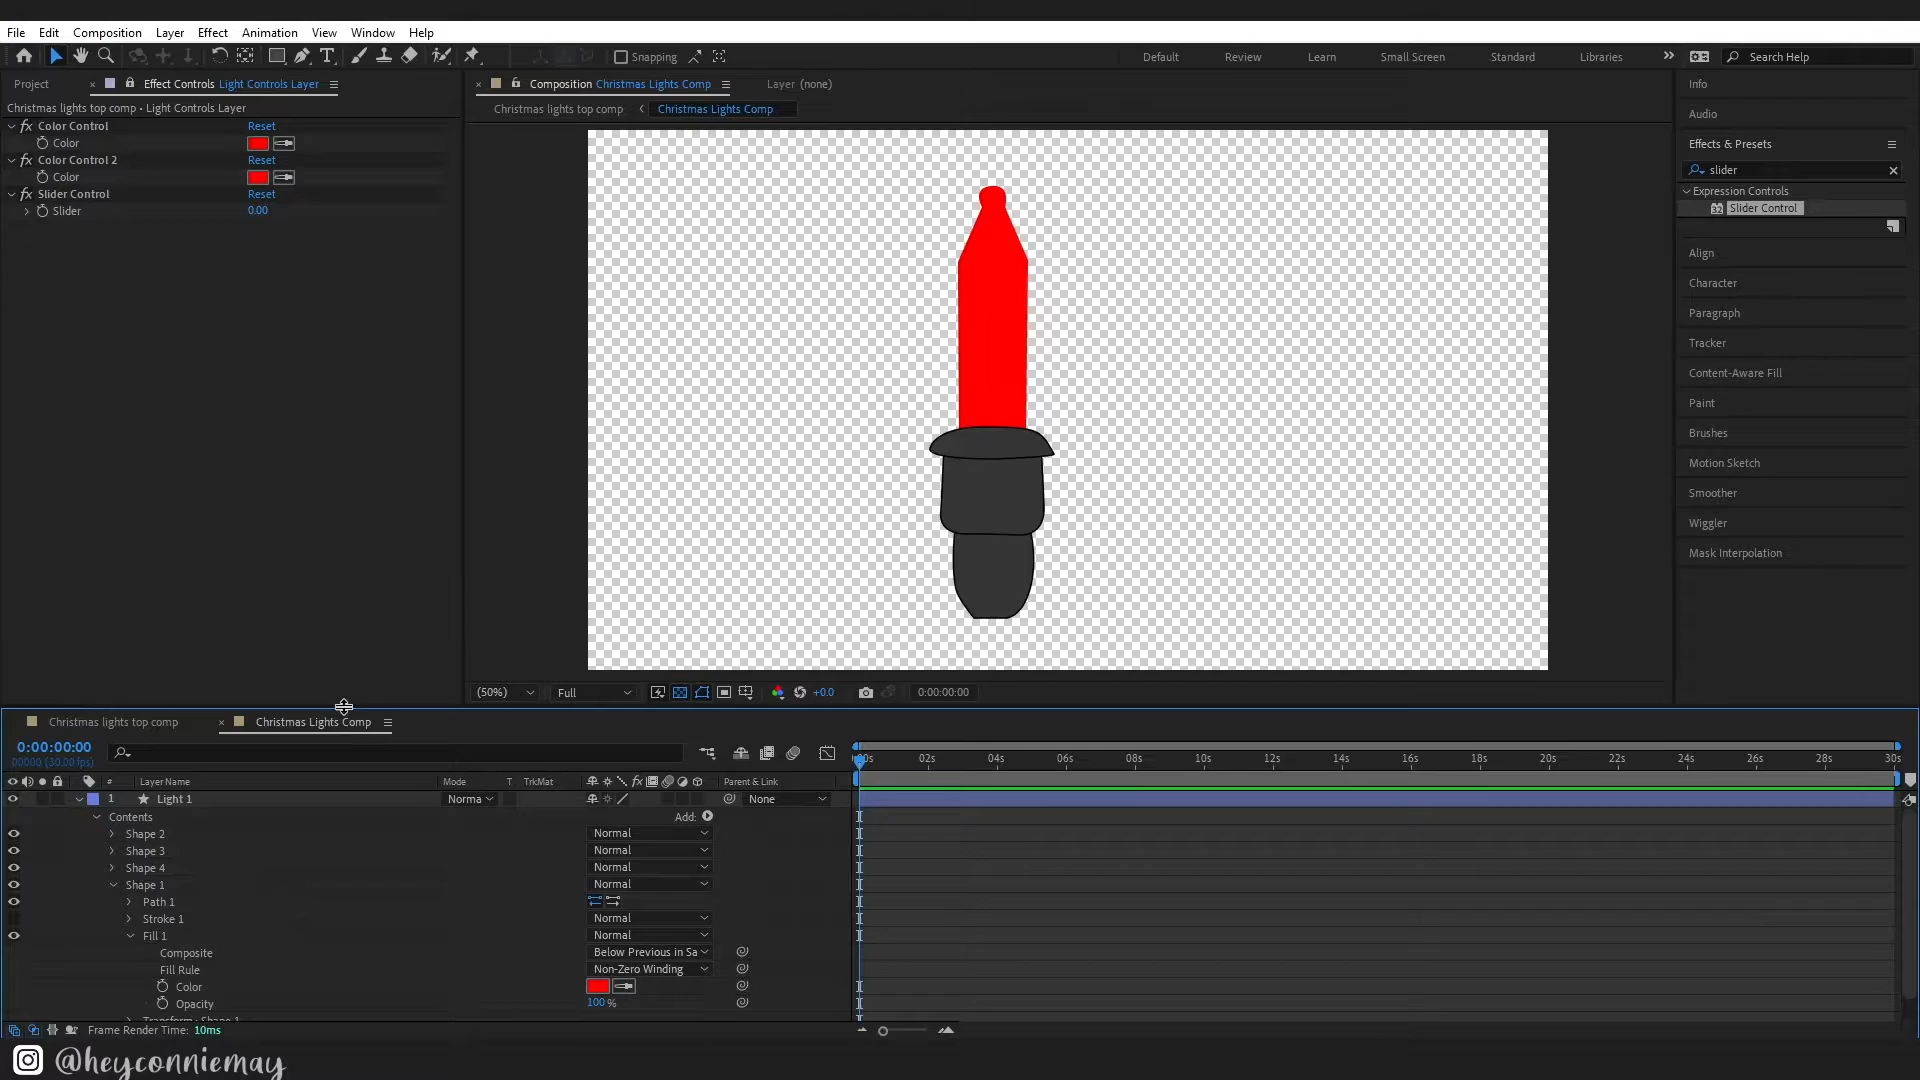 File Edit Composition Layer Effect Animation View Window Help
Snapping Default Review Learn Small Screen Standard Libraries Search Help
Project Effect Controls Light Controls Layer
Christmas lights top comp • Light Controls Layer
fx Color Control Reset
Color
fx Color Control 2 Reset
Color
fx Slider Control Reset
Slider 0.00
Composition Christmas Lights Comp Layer (none)
Christmas lights top comp Christmas Lights Comp
(50%) Full +0.0 0:00:00:00
Info
Audio
Effects & Presets
slider
Expression Controls
32 Slider Control
Align
Character
Paragraph
Tracker
Content-Aware Fill
Paint
Brushes
Motion Sketch
Smoother
Wiggler
Mask Interpolation
Christmas lights top comp Christmas Lights Comp
0:00:00:00
00000 (30.00 fps)
02s 04s 06s 08s 10s 12s 14s 16s 18s 20s 22s 24s 26s 28s 30s
# Layer Name Mode T TrkMat fx Parent & Link
1 Light 1 Norma None
Contents Add:
Shape 2 Normal
Shape 3 Normal
Shape 4 Normal
Shape 1 Normal
Path 1
Stroke 1 Normal
Fill 1 Normal
Composite Below Previous in Sa
Fill Rule Non-Zero Winding
Color
Opacity 100 %
Transform: Shape 1
Frame Render Time: 10ms
@heyconniemay